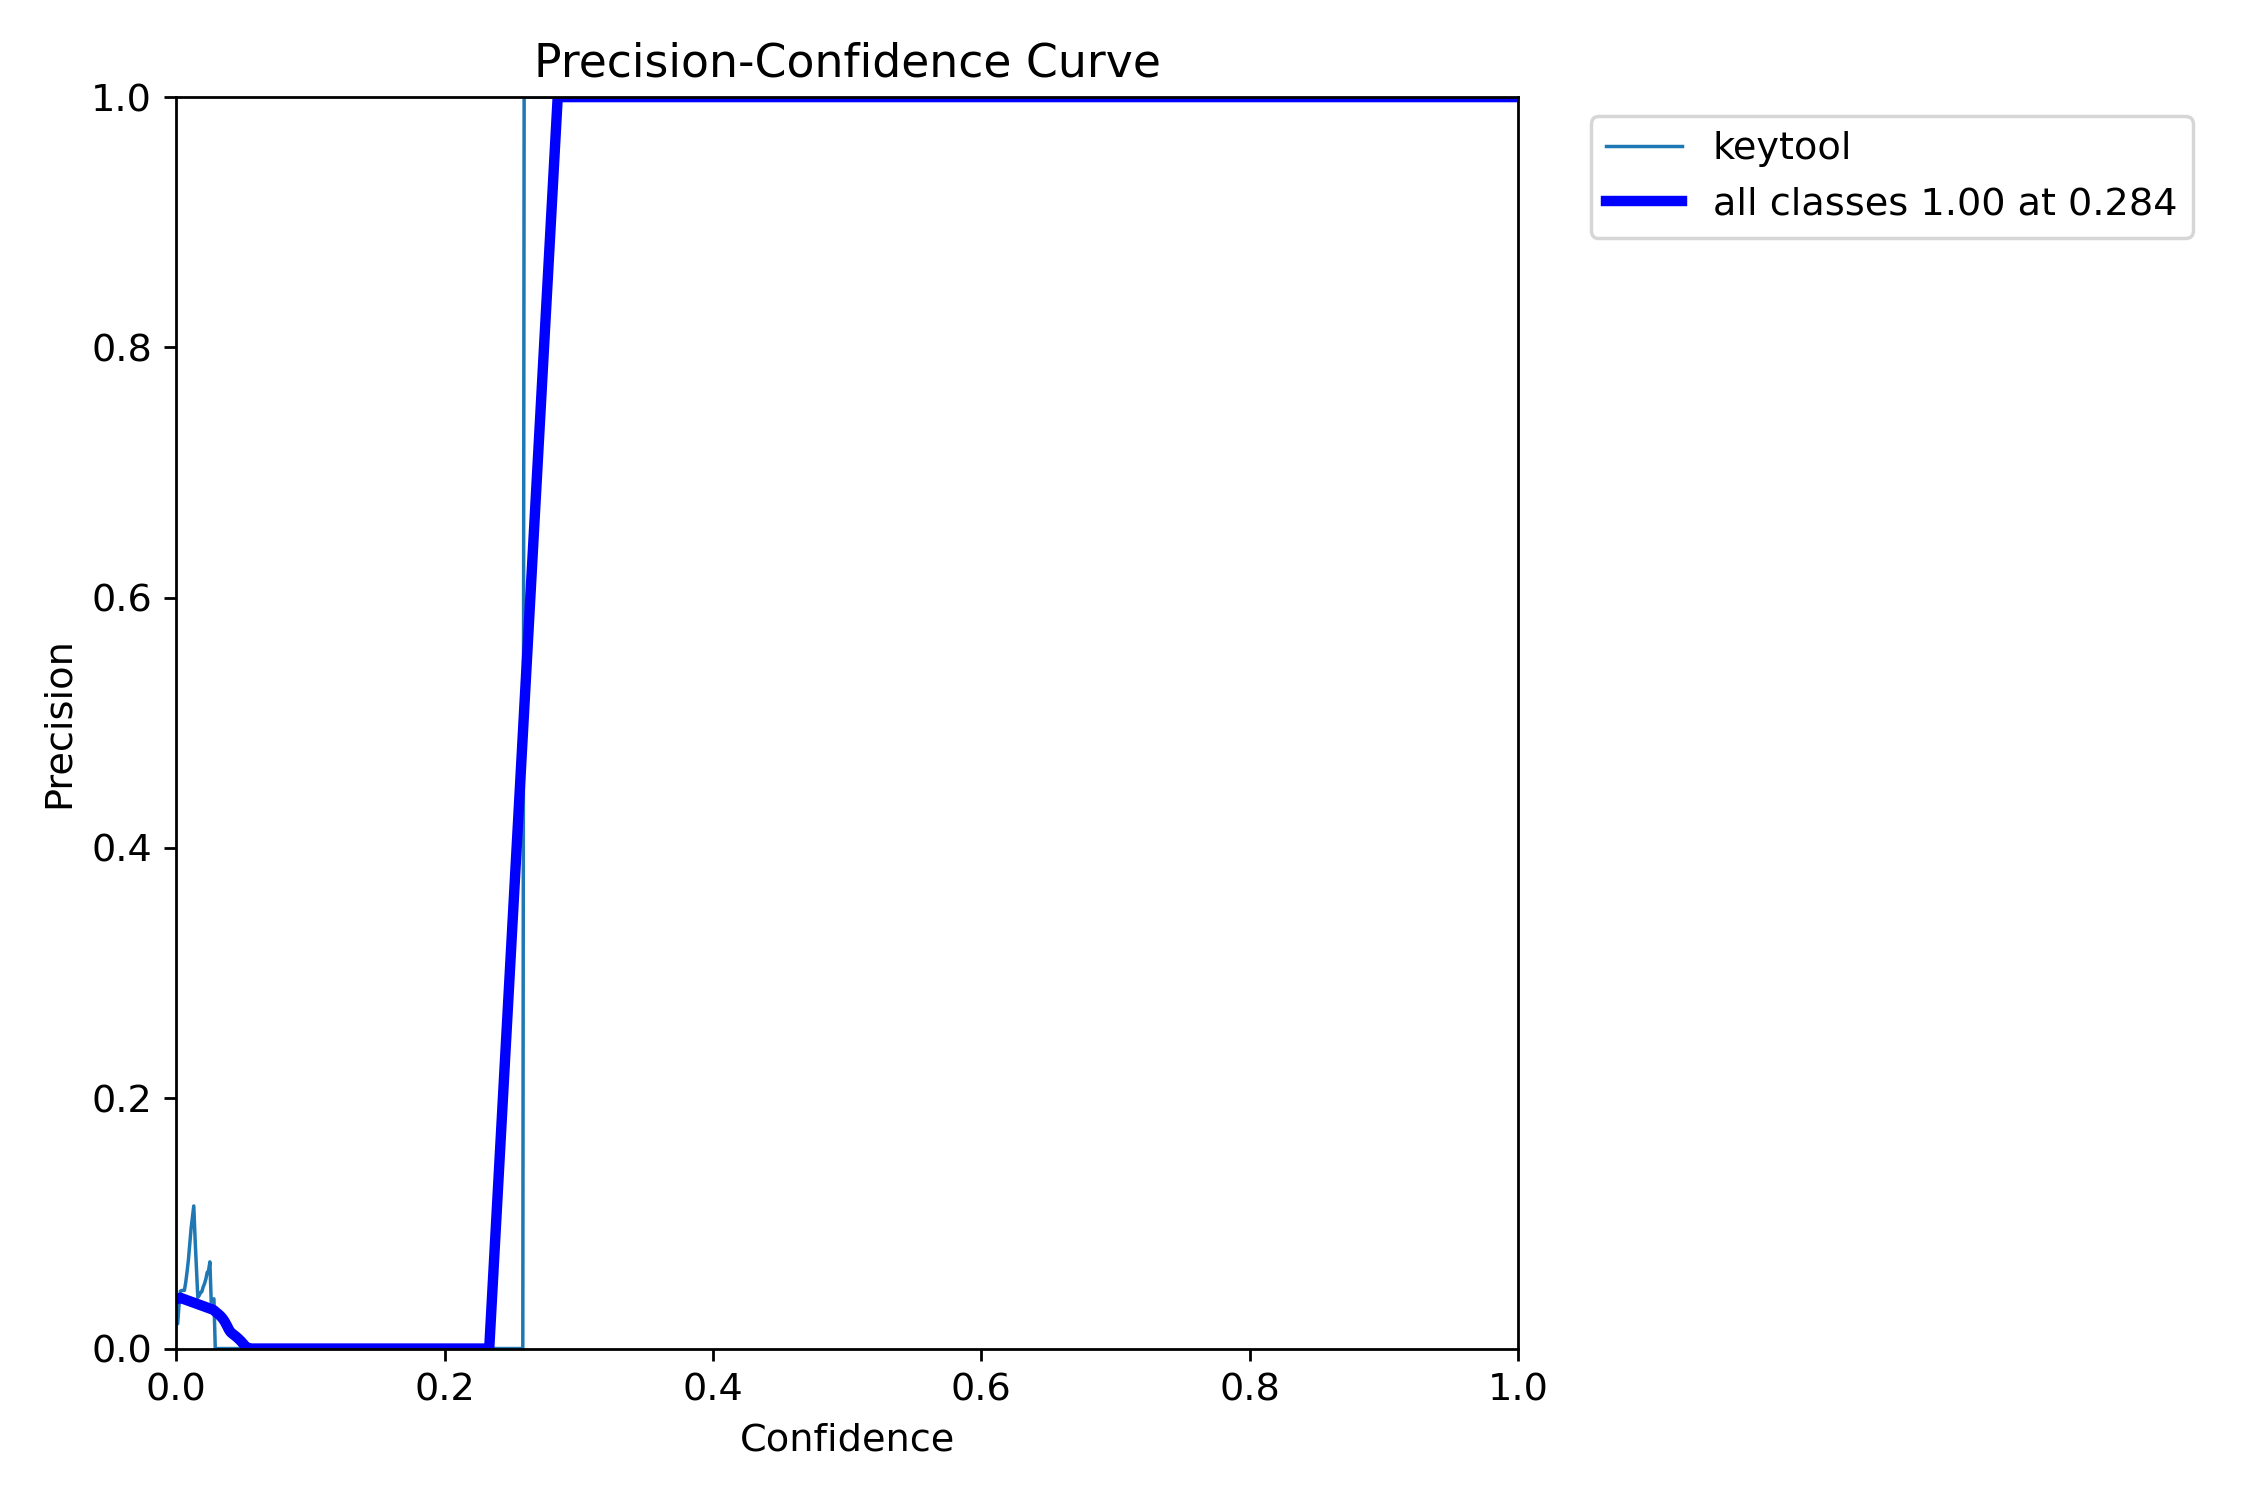 Precision-Confidence Curve
keytool
all classes 1.00 at 0.284
Precision
1.0
0.8
0.6
0.4
0.2
0.0
0.0 0.2 0.4 0.6 0.8 1.0
Confidence